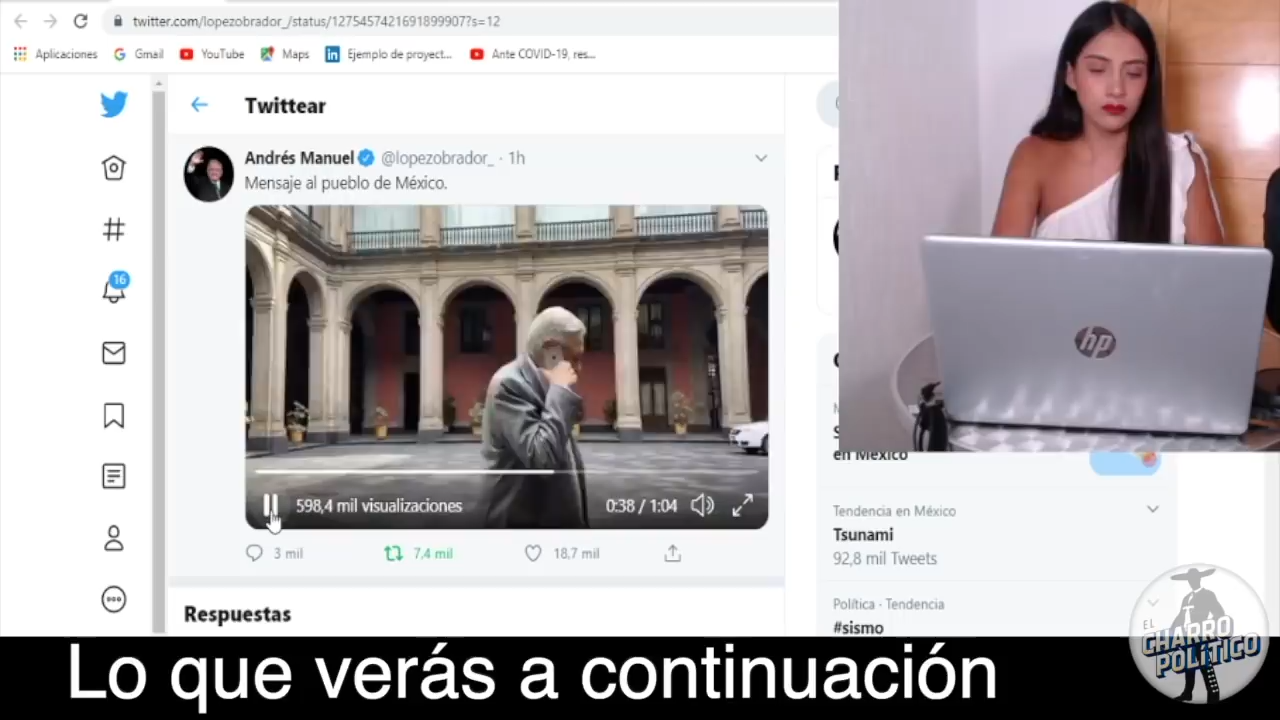 twitter.com/lopezobrador_/status/1275457421691899907?s=12
Aplicaciones Gmail YouTube Maps Ejemplo de proyect... Ante COVID-19, res...
Twittear
Andrés Manuel @lopezobrador_ · 1h
Mensaje al pueblo de México.
16
598,4 mil visualizaciones 0:38 / 1:04
3 mil 7,4 mil 18,7 mil
Respuestas
hp
en México
Tendencia en México
Tsunami
92,8 mil Tweets
Política · Tendencia
#sismo
EL
CHARRO
POLÍTICO
Lo que verás a continuación